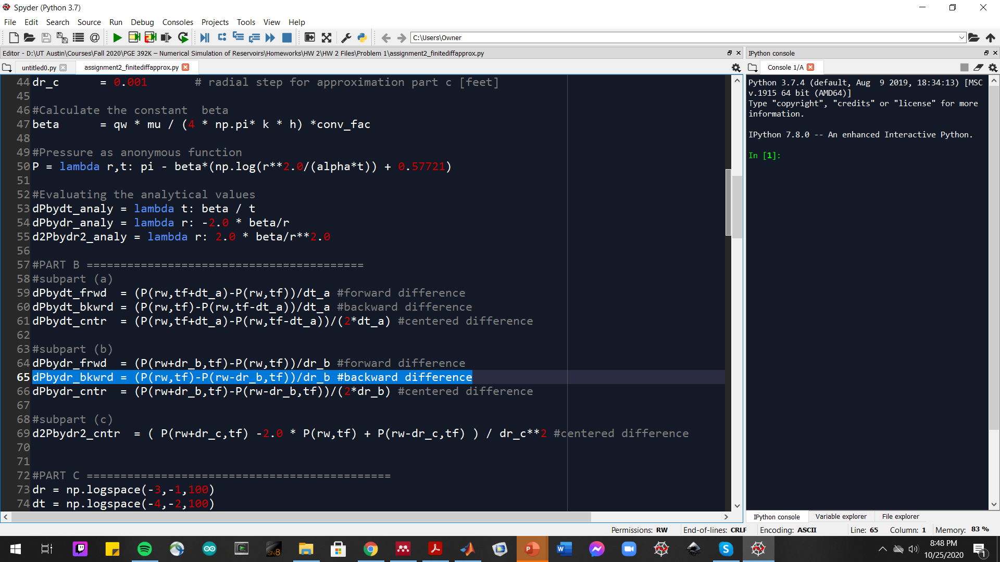 Spyder (Python 3.7)
File Edit Search Source Run Debug Consoles Projects Tools View Help
C:\Users\Owner
Editor - D:\UT Austin\Courses\Fall 2020\PGE 392K – Numerical Simulation of Reservoirs\Homeworks\HW 2\HW 2 Files\Problem 1\assignment2_finitediffapprox.py
untitled0.py assignment2_finitediffapprox.py
44 dr_c      = 0.001       # radial step for approximation part c [feet]
45
46 #Calculate the constant  beta
47 beta      = qw * mu / (4 * np.pi* k * h) *conv_fac
48
49 #Pressure as anonymous function
50 P = lambda r,t: pi - beta*(np.log(r**2.0/(alpha*t)) + 0.57721)
51
52 #Evaluating the analytical values
53 dPbydt_analy = lambda t: beta / t
54 dPbydr_analy = lambda r: -2.0 * beta/r
55 d2Pbydr2_analy = lambda r: 2.0 * beta/r**2.0
56
57 #PART B =========================================
58 #subpart (a)
59 dPbydt_frwd  = (P(rw,tf+dt_a)-P(rw,tf))/dt_a #forward difference
60 dPbydt_bkwrd = (P(rw,tf)-P(rw,tf-dt_a))/dt_a #backward difference
61 dPbydt_cntr  = (P(rw,tf+dt_a)-P(rw,tf-dt_a))/(2*dt_a) #centered difference
62
63 #subpart (b)
64 dPbydr_frwd  = (P(rw+dr_b,tf)-P(rw,tf))/dr_b #forward difference
65 dPbydr_bkwrd = (P(rw,tf)-P(rw-dr_b,tf))/dr_b #backward difference
66 dPbydr_cntr  = (P(rw+dr_b,tf)-P(rw-dr_b,tf))/(2*dr_b) #centered difference
67
68 #subpart (c)
69 d2Pbydr2_cntr  = ( P(rw+dr_c,tf) -2.0 * P(rw,tf) + P(rw-dr_c,tf) ) / dr_c**2 #centered difference
70
71
72 #PART C =============================================
73 dr = np.logspace(-3,-1,100)
74 dt = np.logspace(-4,-2,100)
IPython console
Console 1/A
Python 3.7.4 (default, Aug  9 2019, 18:34:13) [MSC
v.1915 64 bit (AMD64)]
Type "copyright", "credits" or "license" for more
information.
IPython 7.8.0 -- An enhanced Interactive Python.
In [1]:
IPython console Variable explorer File explorer
Permissions: RW End-of-lines: CRLF Encoding: ASCII Line: 65 Column: 1 Memory: 83 %
SN8
8:48 PM
10/25/2020
1